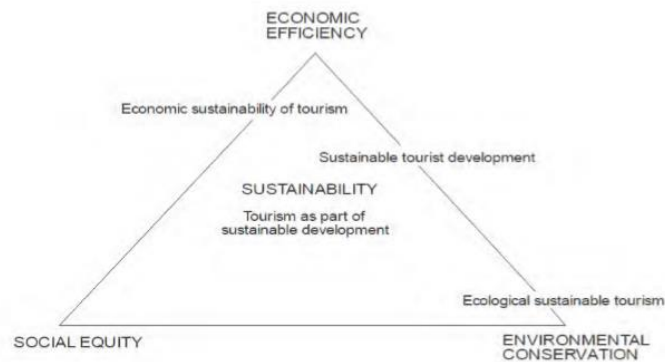 ECONOMIC
EFFICIENCY
Economic sustainability of tourism
Sustainable tourist development
SUSTAINABILITY
Tourism as part of
sustainable development
Ecological sustainable tourism
SOCIAL EQUITY
ENVIRONMENTAL
CONSERVATION